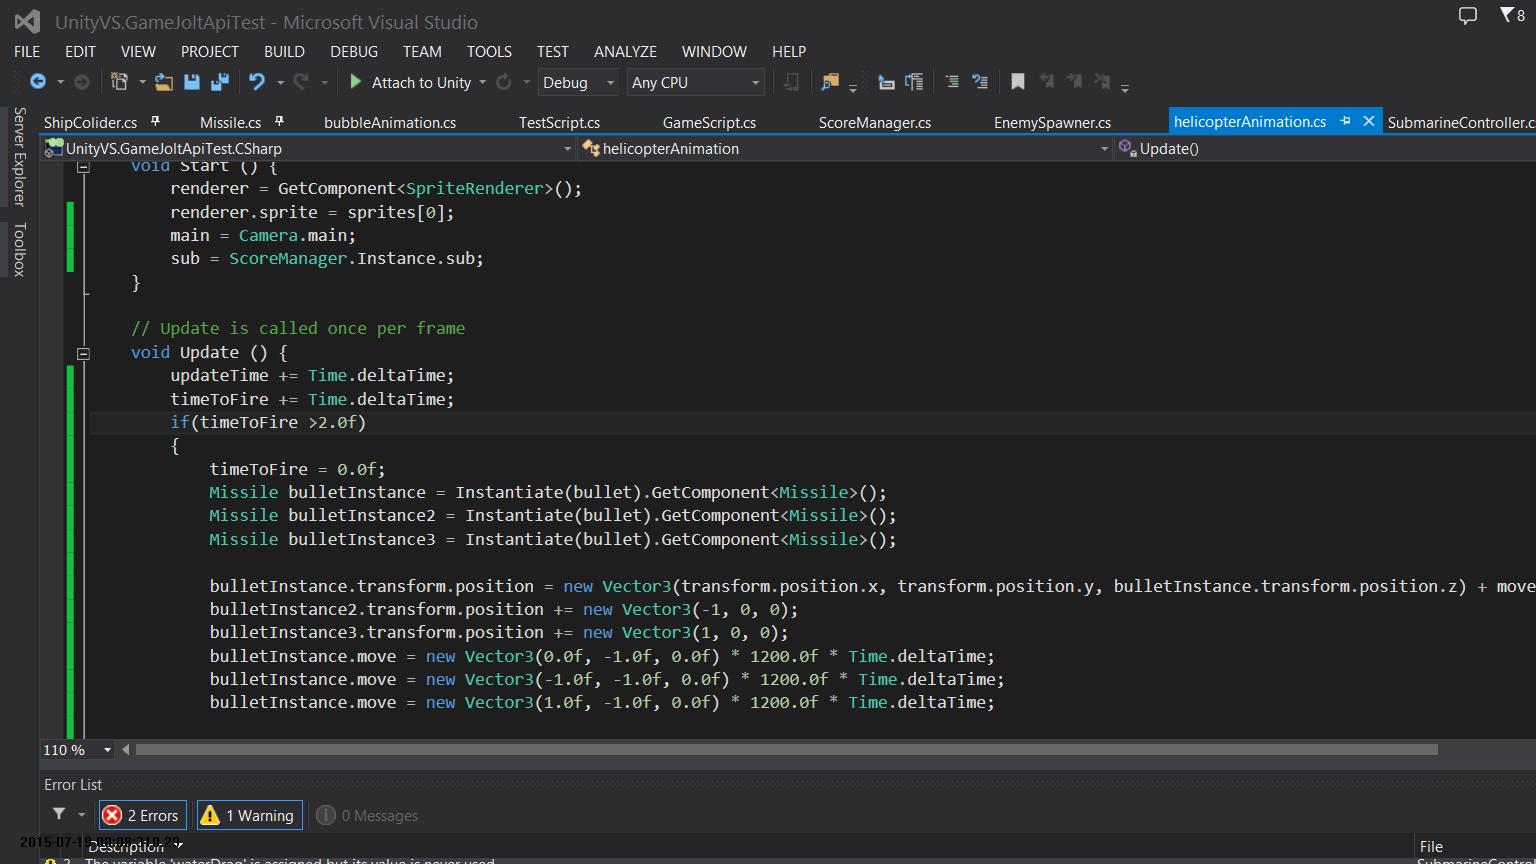 UnityVS.GameJoltApiTest - Microsoft Visual Studio
8
FILE EDIT VIEW PROJECT BUILD DEBUG TEAM TOOLS TEST ANALYZE WINDOW HELP
Attach to Unity Debug Any CPU
Server Explorer
Toolbox
ShipColider.cs Missile.cs bubbleAnimation.cs TestScript.cs GameScript.cs ScoreManager.cs EnemySpawner.cs helicopterAnimation.cs SubmarineController.cs
UnityVS.GameJoltApiTest.CSharp helicopterAnimation Update()
void Start () {
renderer = GetComponent<SpriteRenderer>();
renderer.sprite = sprites[0];
main = Camera.main;
sub = ScoreManager.Instance.sub;
}
// Update is called once per frame
void Update () {
updateTime += Time.deltaTime;
timeToFire += Time.deltaTime;
if(timeToFire >2.0f)
{
timeToFire = 0.0f;
Missile bulletInstance = Instantiate(bullet).GetComponent<Missile>();
Missile bulletInstance2 = Instantiate(bullet).GetComponent<Missile>();
Missile bulletInstance3 = Instantiate(bullet).GetComponent<Missile>();
bulletInstance.transform.position = new Vector3(transform.position.x, transform.position.y, bulletInstance.transform.position.z) + move
bulletInstance2.transform.position += new Vector3(-1, 0, 0);
bulletInstance3.transform.position += new Vector3(1, 0, 0);
bulletInstance.move = new Vector3(0.0f, -1.0f, 0.0f) * 1200.0f * Time.deltaTime;
bulletInstance.move = new Vector3(-1.0f, -1.0f, 0.0f) * 1200.0f * Time.deltaTime;
bulletInstance.move = new Vector3(1.0f, -1.0f, 0.0f) * 1200.0f * Time.deltaTime;
110 %
Error List
2 Errors 1 Warning 0 Messages
Description File
The variable 'waterDrag' is assigned but its value is never used